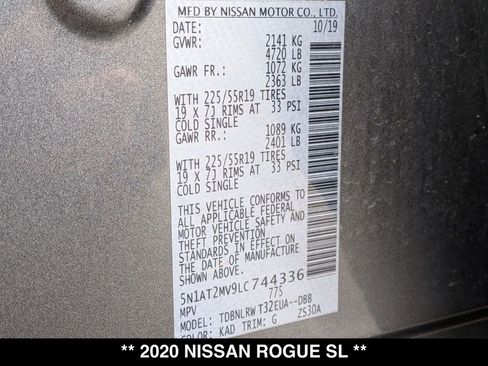 MFD BY NISSAN MOTOR CO., LTD.
DATE: 10/19
GVWR: 2141 KG
4720 LB
GAWR FR.: 1072 KG
2363 LB
WITH 225/55R19 TIRES
19 X 7J RIMS AT 33 PSI
COLD SINGLE
GAWR RR.: 1089 KG
2401 LB
WITH 225/55R19 TIRES
19 X 7J RIMS AT 33 PSI
COLD SINGLE
THIS VEHICLE CONFORMS TO
ALL APPLICABLE FEDERAL
MOTOR VEHICLE SAFETY AND
THEFT PREVENTION
STANDARDS IN EFFECT ON
THE DATE OF MANUFACTURE
SHOWN ABOVE.
5N1AT2MV9LC744336
MPV 775
MODEL: TDBNLRW T32EUA--DBB
COLOR: KAD TRIM: G ZS30A
** 2020 NISSAN ROGUE SL **